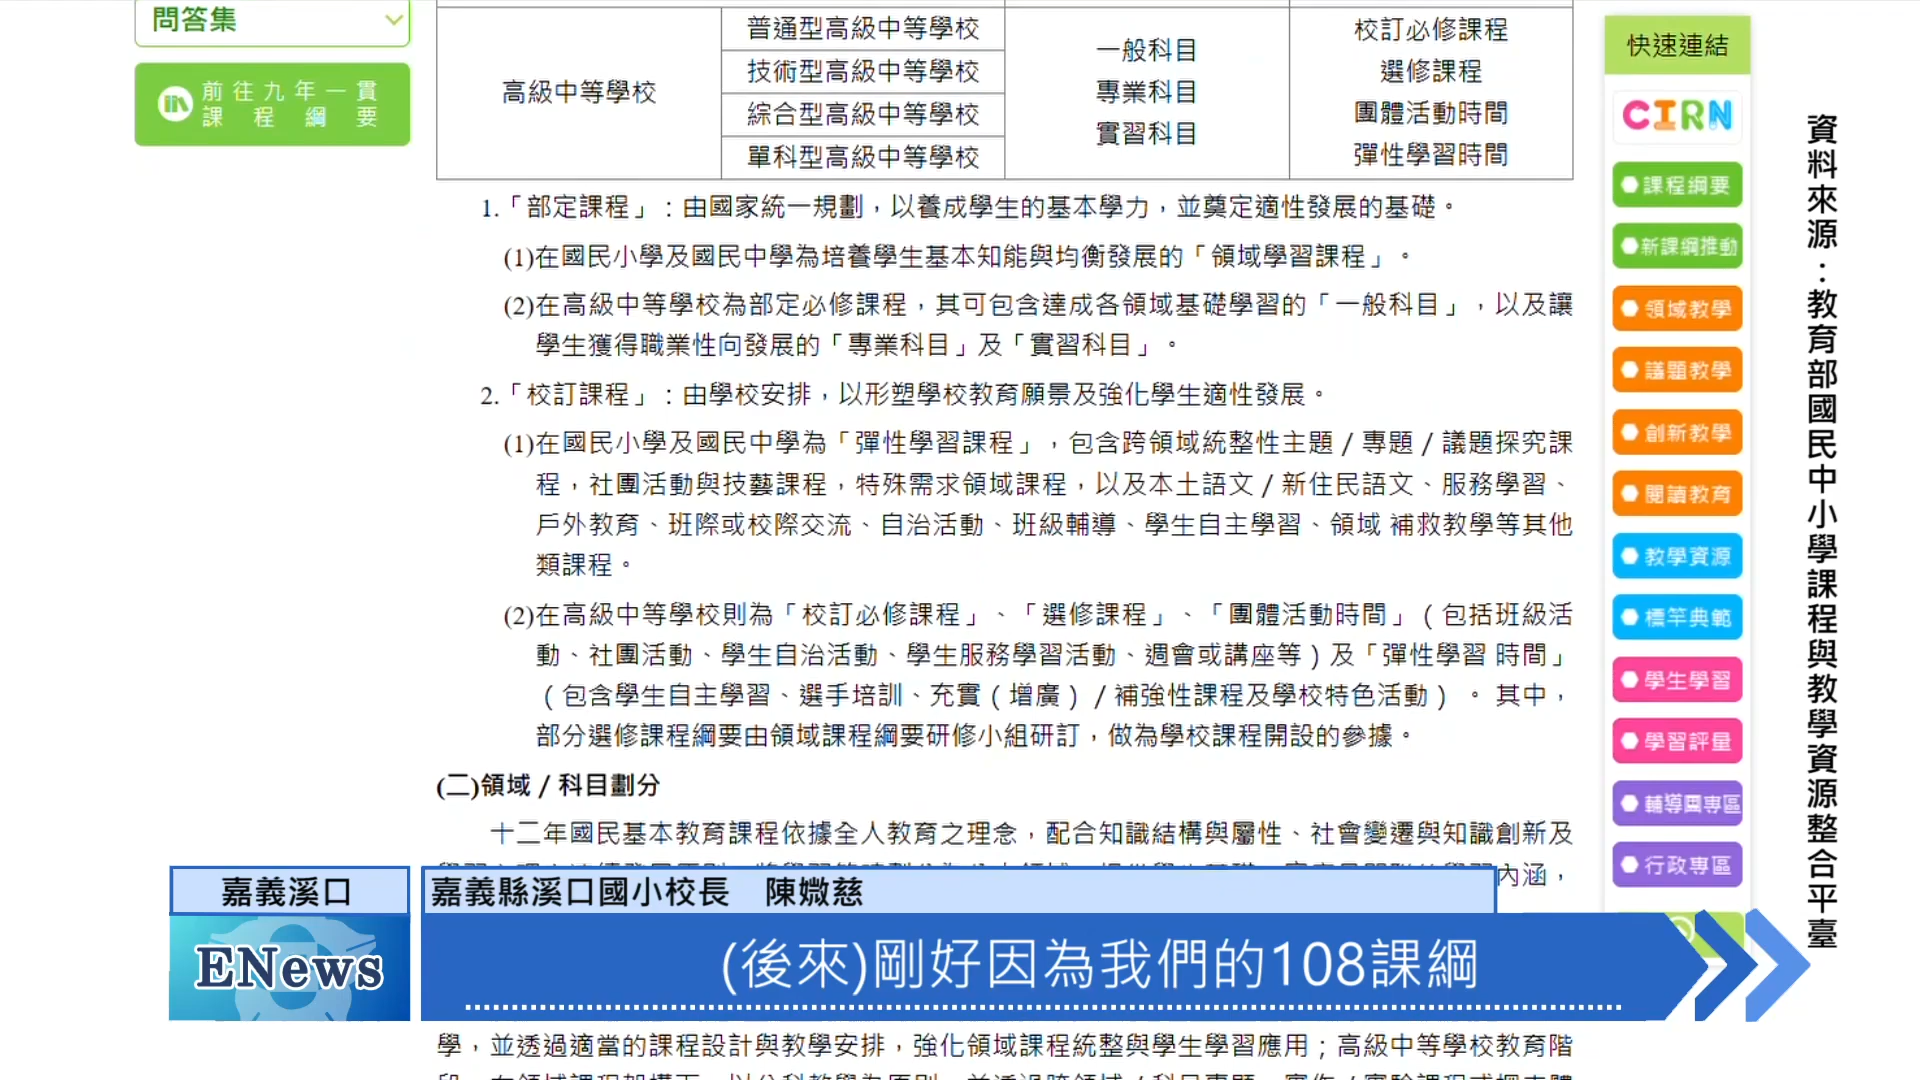 問答集
前往九年一貫
課程綱要
高級中等學校
普通型高級中等學校
技術型高級中等學校
綜合型高級中等學校
單科型高級中等學校
一般科目
專業科目
實習科目
校訂必修課程
選修課程
團體活動時間
彈性學習時間
1.「部定課程」：由國家統一規劃，以養成學生的基本學力，並奠定適性發展的基礎。
(1)在國民小學及國民中學為培養學生基本知能與均衡發展的「領域學習課程」。
(2)在高級中等學校為部定必修課程，其可包含達成各領域基礎學習的「一般科目」，以及讓
學生獲得職業性向發展的「專業科目」及「實習科目」。
2.「校訂課程」：由學校安排，以形塑學校教育願景及強化學生適性發展。
(1)在國民小學及國民中學為「彈性學習課程」，包含跨領域統整性主題／專題／議題探究課
程，社團活動與技藝課程，特殊需求領域課程，以及本土語文／新住民語文、服務學習、
戶外教育、班際或校際交流、自治活動、班級輔導、學生自主學習、領域 補救教學等其他
類課程。
(2)在高級中等學校則為「校訂必修課程」、「選修課程」、「團體活動時間」（包括班級活
動、社團活動、學生自治活動、學生服務學習活動、週會或講座等）及「彈性學習 時間」
（包含學生自主學習、選手培訓、充實（增廣）／補強性課程及學校特色活動）。 其中，
部分選修課程綱要由領域課程綱要研修小組研訂，做為學校課程開設的參據。
(二)領域／科目劃分
十二年國民基本教育課程依據全人教育之理念，配合知識結構與屬性、社會變遷與知識創新及
內涵，
學，並透過適當的課程設計與教學安排，強化領域課程統整與學生學習應用；高級中等學校教育階
快速連結
CIRN
課程綱要
新課綱推動
領域教學
議題教學
創新教學
閱讀教育
教學資源
標竿典範
學生學習
學習評量
輔導團專區
行政專區
資料來源：教育部國民中小學課程與教學資源整合平臺
嘉義溪口
ENews
嘉義縣溪口國小校長 陳媺慈
(後來)剛好因為我們的108課綱